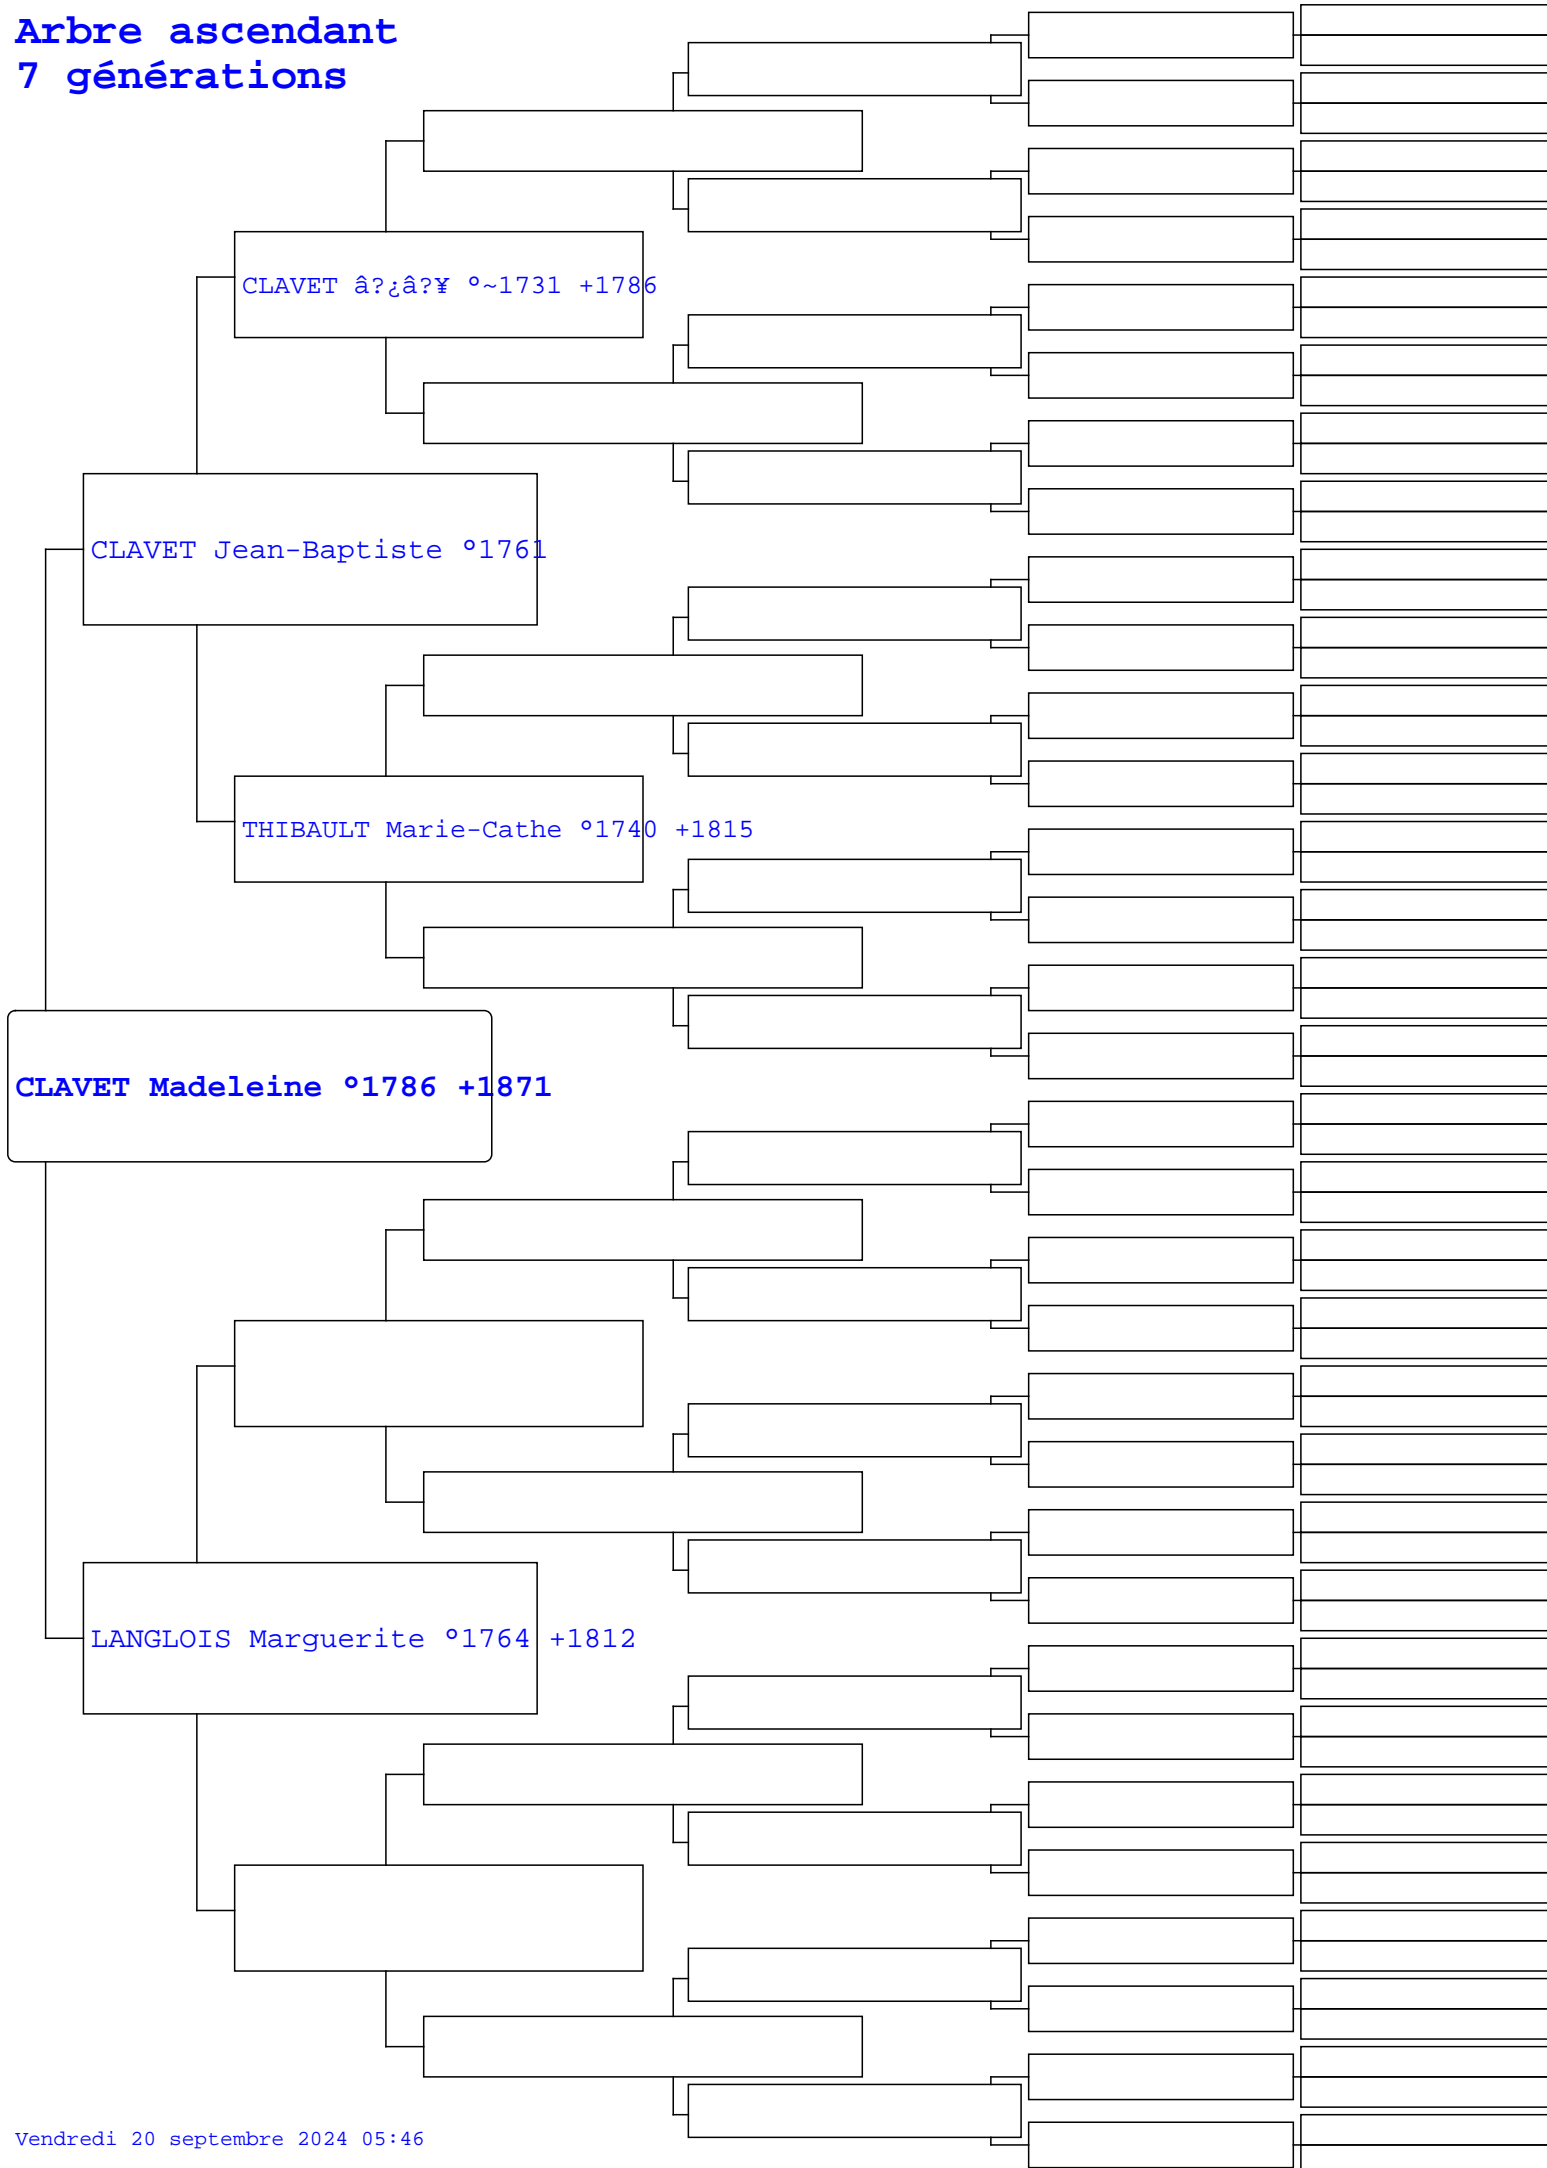 Arbre ascendant
7 générations
CLAVET â?¿â?¥ °~1731 +1786
CLAVET Jean-Baptiste °1761
THIBAULT Marie-Cathe °1740 +1815
CLAVET Madeleine °1786 +1871
LANGLOIS Marguerite °1764 +1812
Vendredi 20 septembre 2024 05:46